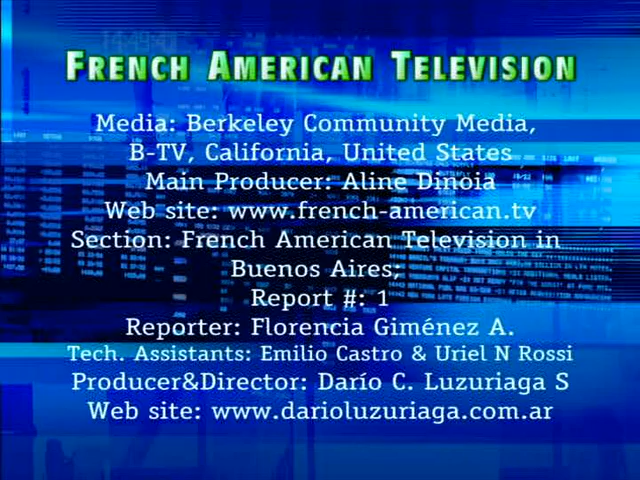 FRENCH AMERICAN TELEVISION
Media: Berkeley Community Media,
B-TV, California, United States
Main Producer: Aline Dinoia
Web site: www.french-american.tv
Section: French American Television in
Buenos Aires;
Report #: 1
Reporter: Florencia Giménez A.
Tech. Assistants: Emilio Castro & Uriel N Rossi
Producer&Director: Darío C. Luzuriaga S
Web site: www.darioluzuriaga.com.ar